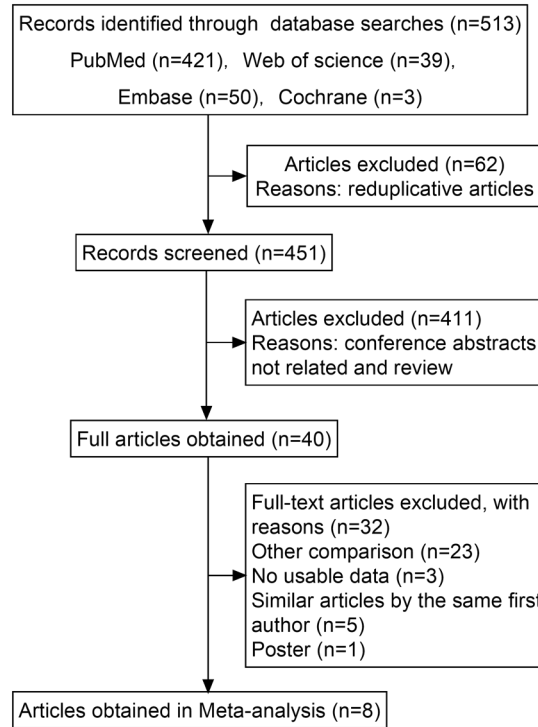 Records identified through database searches (n=513)
PubMed (n=421), Web of science (n=39),
Embase (n=50), Cochrane (n=3)
Articles excluded (n=62)
Reasons: reduplicative articles
Records screened (n=451)
Articles excluded (n=411)
Reasons: conference abstracts
not related and review
Full articles obtained (n=40)
Full-text articles excluded, with
reasons (n=32)
Other comparison (n=23)
No usable data (n=3)
Similar articles by the same first
author (n=5)
Poster (n=1)
Articles obtained in Meta-analysis (n=8)